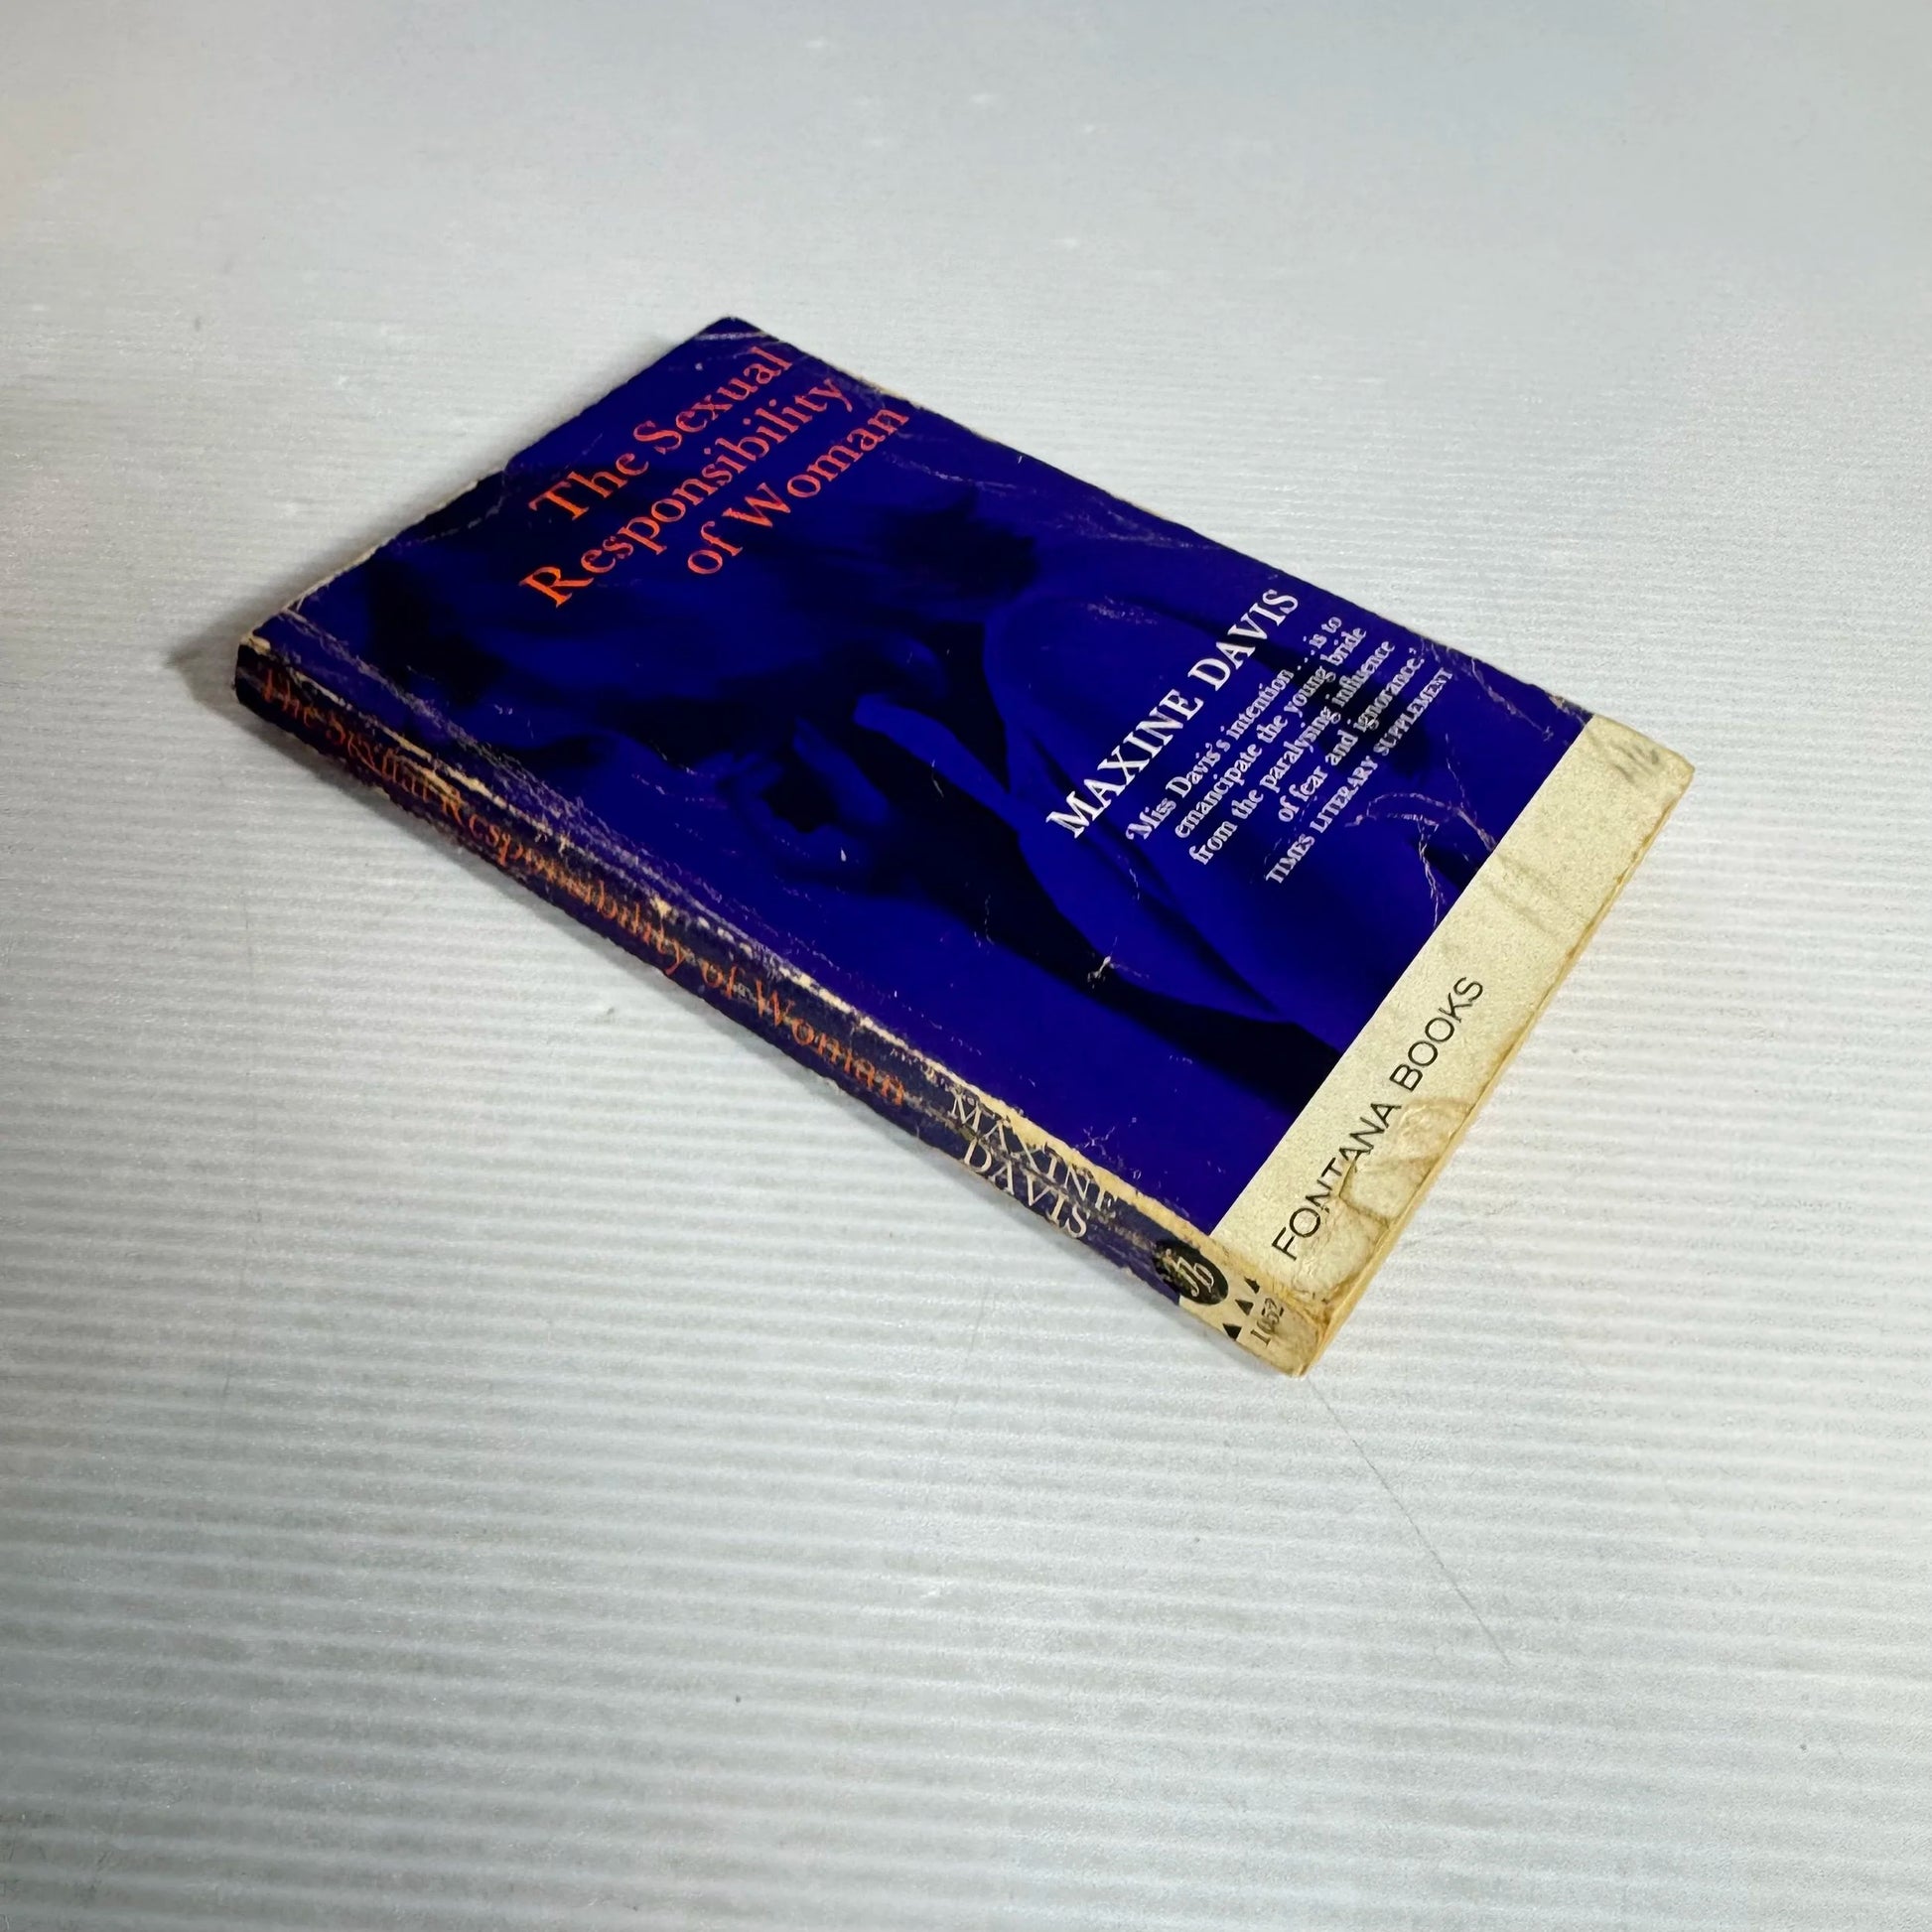 The Sexual
Responsibility
of Woman
MAXINE DAVIS
'Miss Davis's intention...is to
emancipate the young bride
from the paralysing influence
of fear and ignorance.'
TIMES LITERARY SUPPLEMENT
FONTANA BOOKS
The Sexual Responsibility of Woman
MAXINE
DAVIS
1052